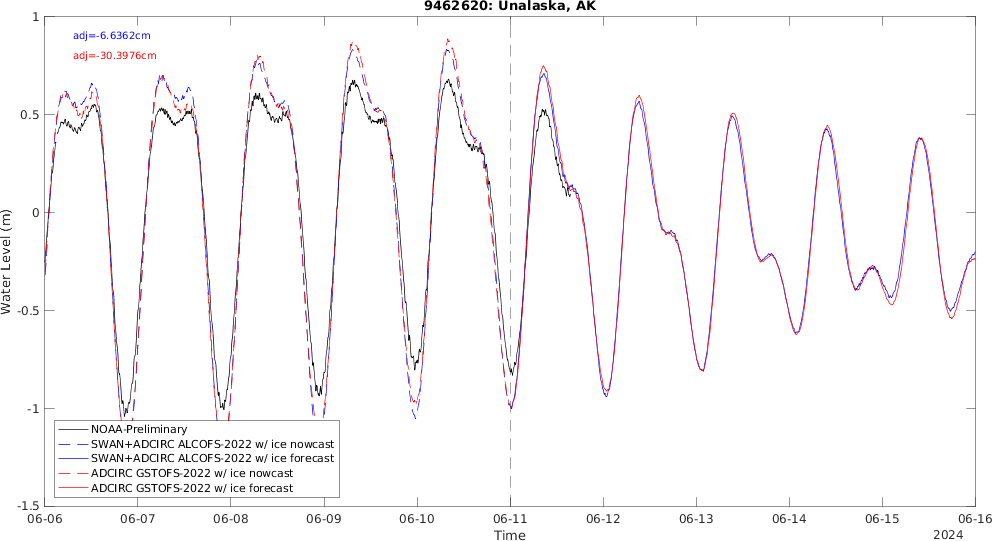 9462620: Unalaska, AK
adj=-6.6362cm
adj=-30.3976cm
Water Level (m)
1
0.5
0
-0.5
-1
-1.5
NOAA-Preliminary
SWAN+ADCIRC ALCOFS-2022 w/ ice nowcast
SWAN+ADCIRC ALCOFS-2022 w/ ice forecast
ADCIRC GSTOFS-2022 w/ ice nowcast
ADCIRC GSTOFS-2022 w/ ice forecast
06-06 06-07 06-08 06-09 06-10 06-11 06-12 06-13 06-14 06-15 06-16
Time
2024